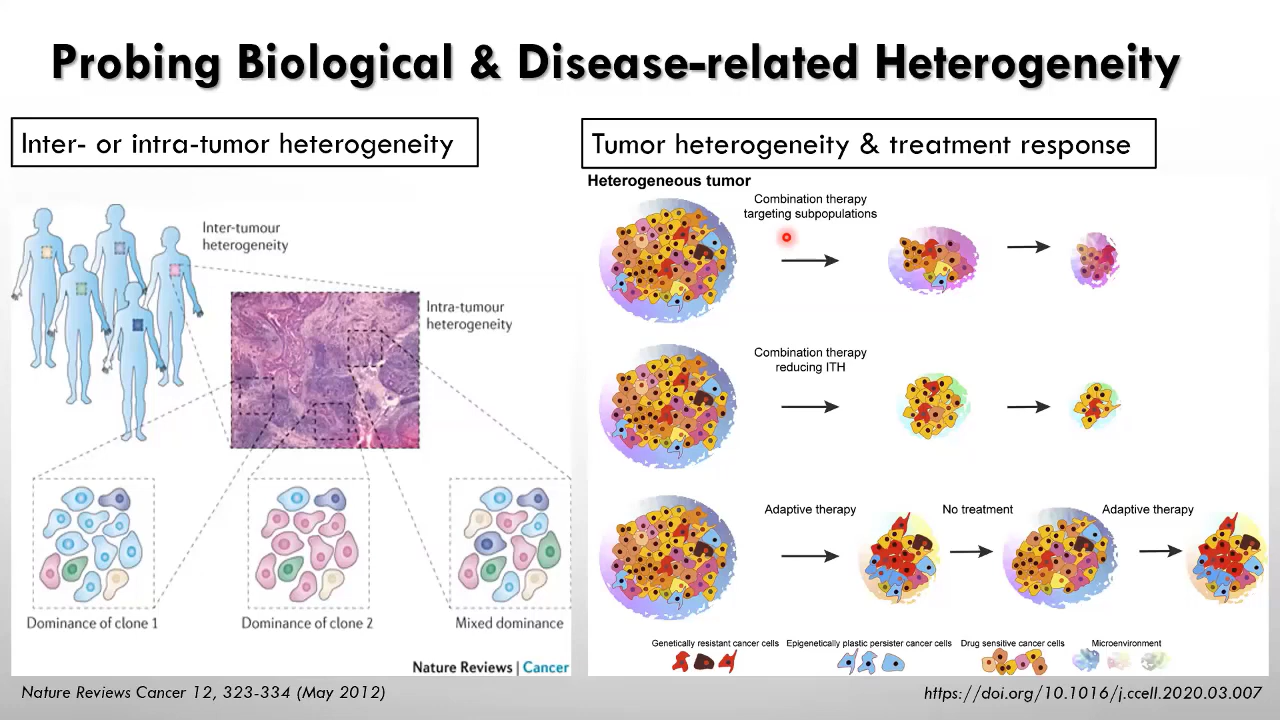 Probing Biological & Disease-related Heterogeneity
Inter- or intra-tumor heterogeneity
Inter-tumour
heterogeneity
Intra-tumour
heterogeneity
Dominance of clone 1
Dominance of clone 2
Mixed dominance
Nature Reviews | Cancer
Nature Reviews Cancer 12, 323-334 (May 2012)
Tumor heterogeneity & treatment response
Heterogeneous tumor
Combination therapy
targeting subpopulations
Combination therapy
reducing ITH
Adaptive therapy
No treatment
Adaptive therapy
Genetically resistant cancer cells
Epigenetically plastic persister cancer cells
Drug sensitive cancer cells
Microenvironment
https://doi.org/10.1016/j.ccell.2020.03.007